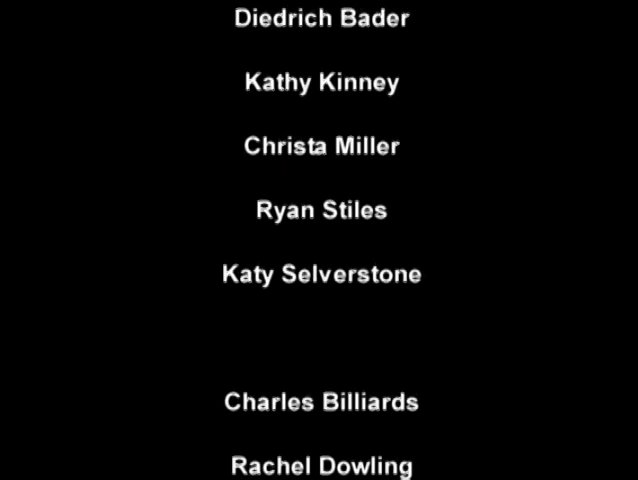 Diedrich Bader
Kathy Kinney
Christa Miller
Ryan Stiles
Katy Selverstone
Charles Billiards
Rachel Dowling